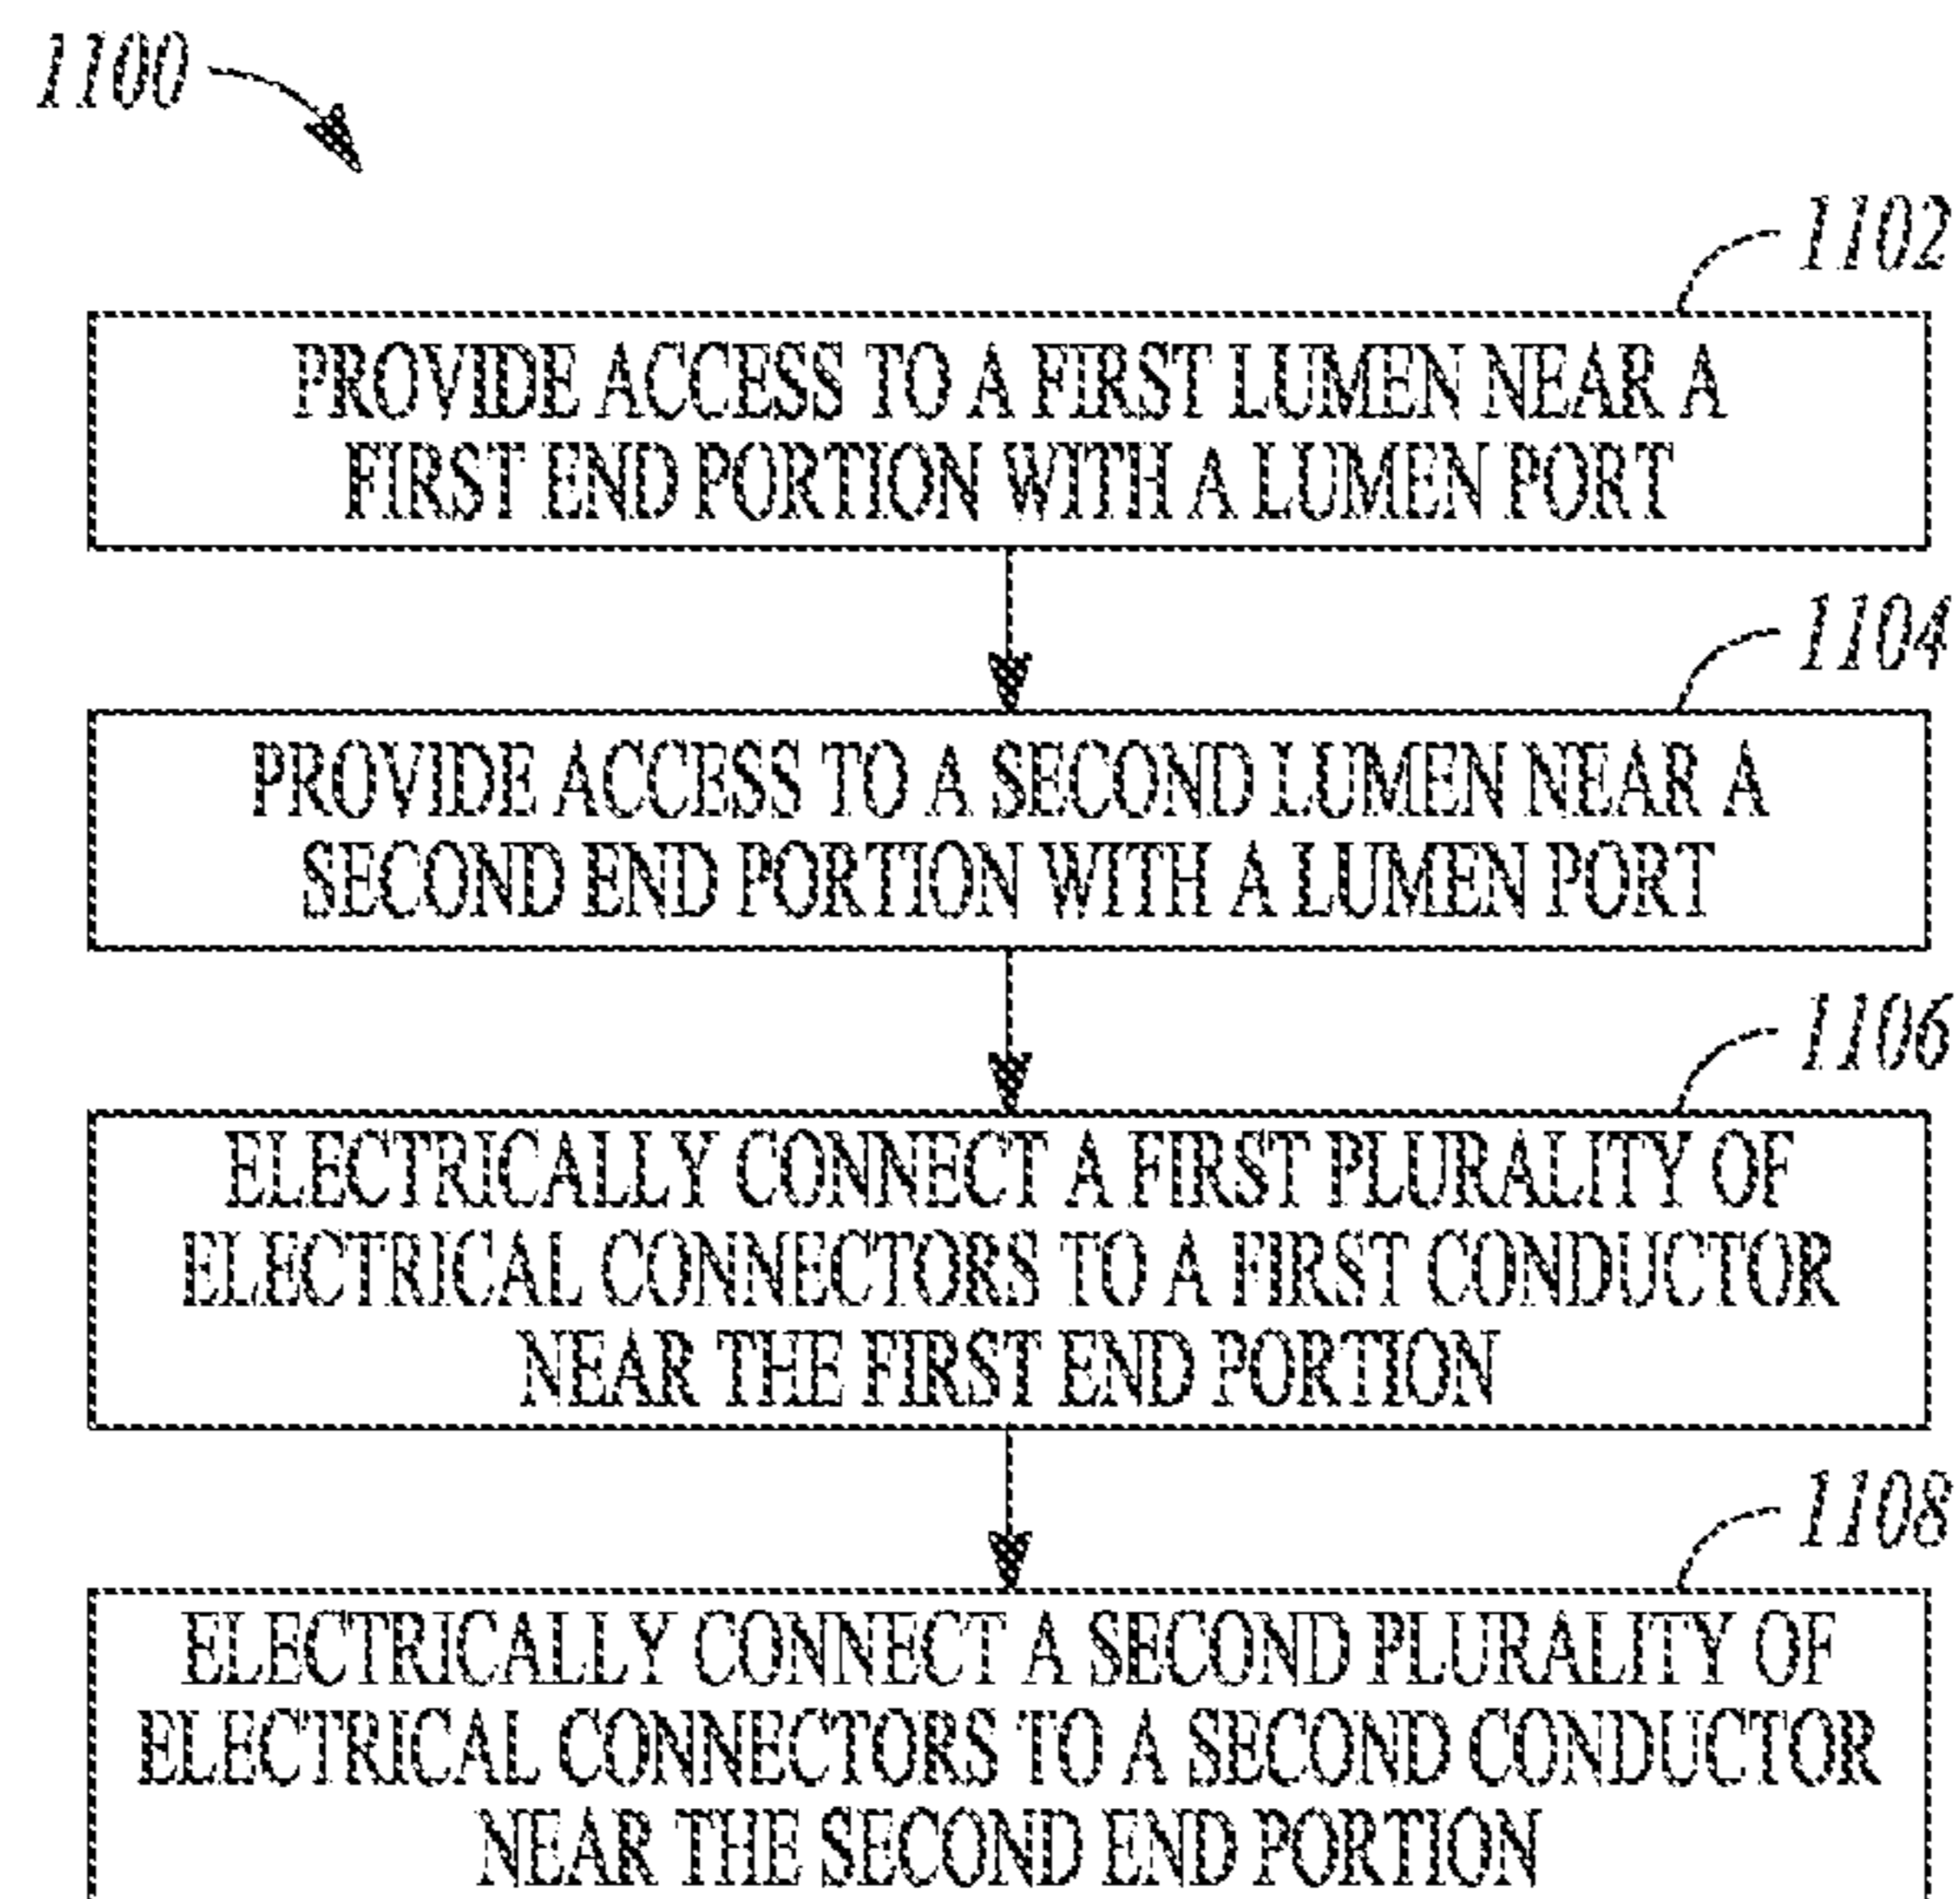 1100
1102
PROVIDE ACCESS TO A FIRST LUMEN NEAR A
FIRST END PORTION WITH A LUMEN PORT
1104
PROVIDE ACCESS TO A SECOND LUMEN NEAR A
SECOND END PORTION WITH A LUMEN PORT
1106
ELECTRICALLY CONNECT A FIRST PLURALITY OF
ELECTRICAL CONNECTORS TO A FIRST CONDUCTOR
NEAR THE FIRST END PORTION
1108
ELECTRICALLY CONNECT A SECOND PLURALITY OF
ELECTRICAL CONNECTORS TO A SECOND CONDUCTOR
NEAR THE SECOND END PORTION